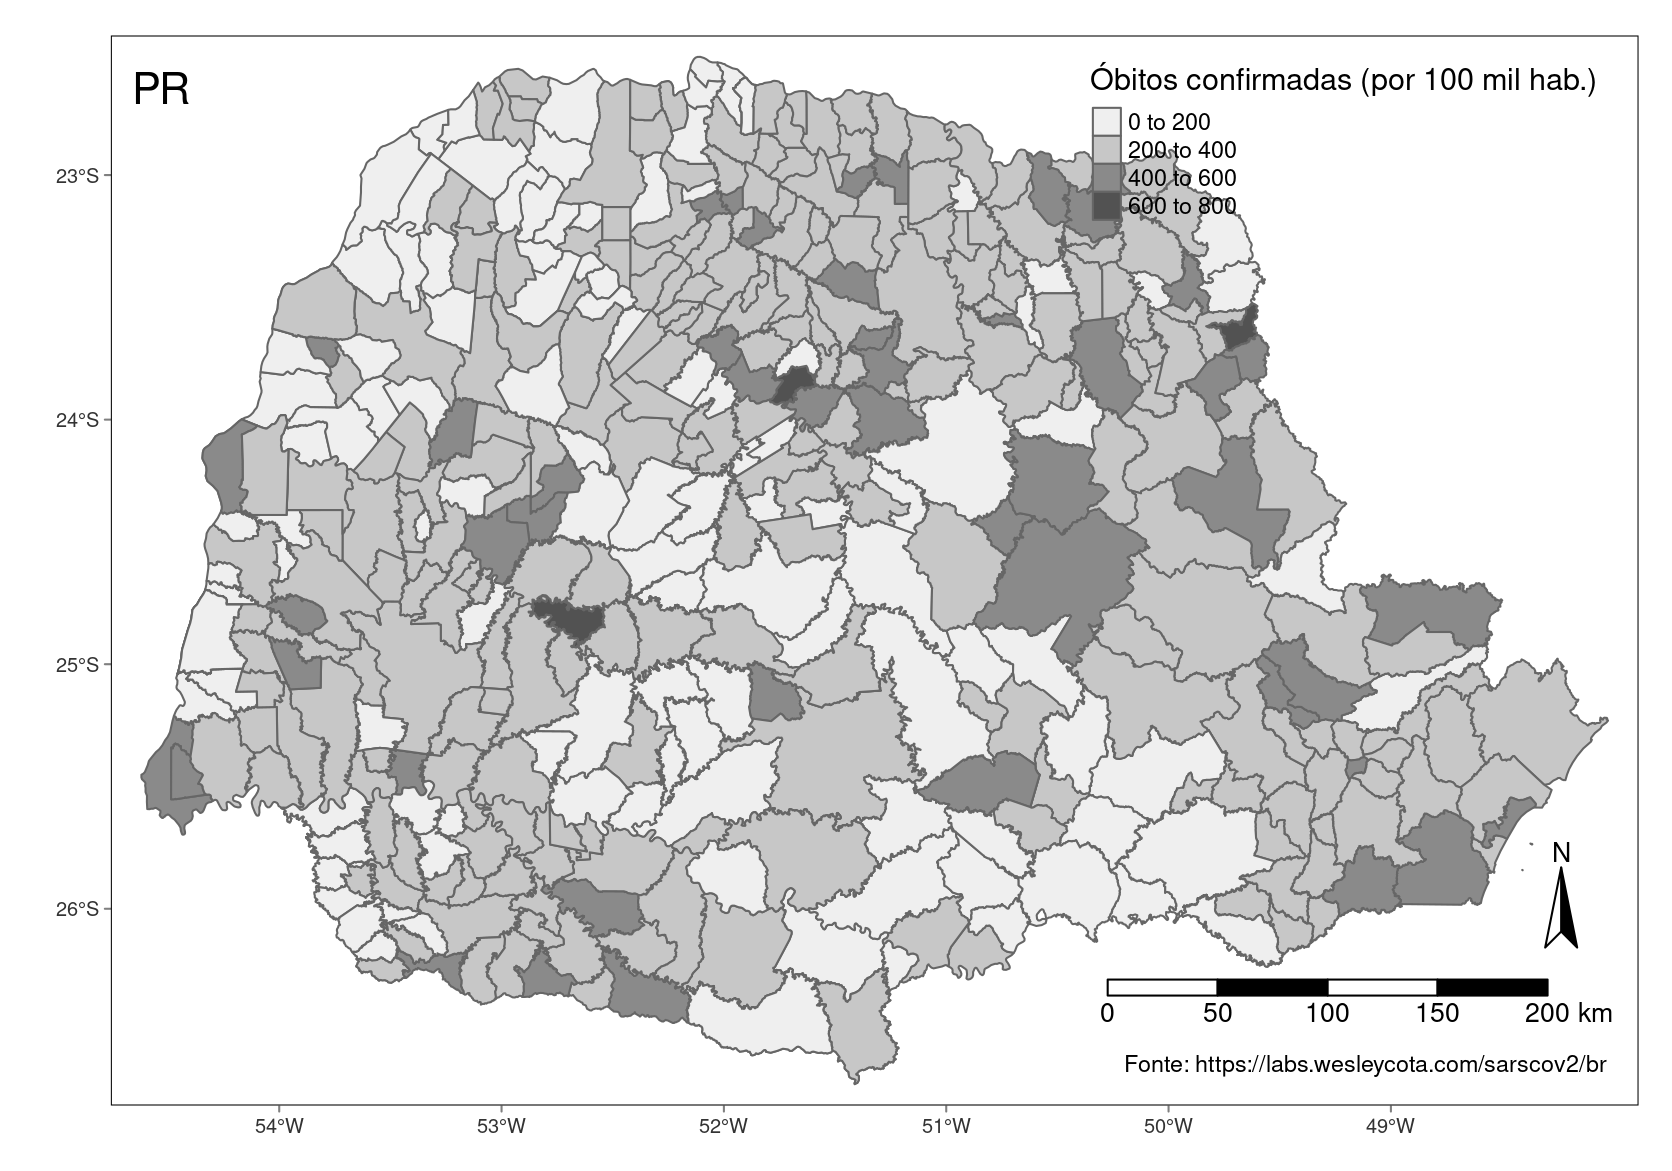 PR
Óbitos confirmadas (por 100 mil hab.)
0 to 200
200 to 400
400 to 600
600 to 800
23°S
24°S
25°S
26°S
N
0 50 100 150 200 km
Fonte: https://labs.wesleycota.com/sarscov2/br
54°W 53°W 52°W 51°W 50°W 49°W